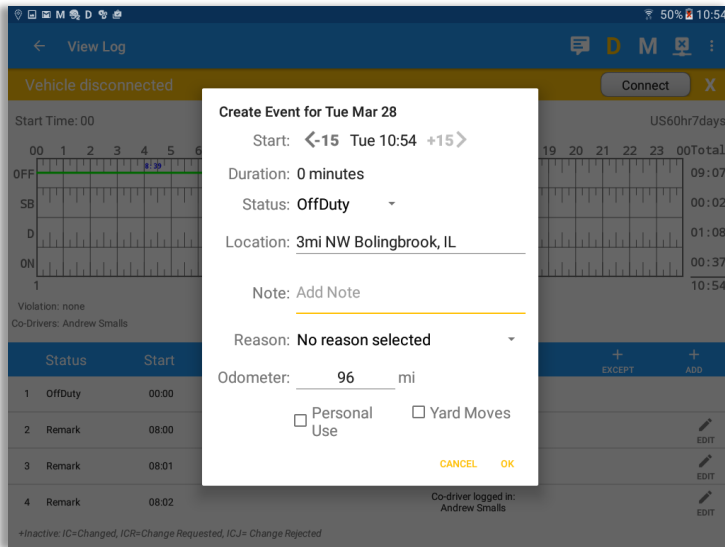 M D 50% 10:54
View Log D M
Vehicle disconnected Connect X
Start Time: 00 US60hr7days
00 1 2 3 4 5 6 19 20 21 22 23 00Total
8:39
OFF 09:07
SB 00:02
D 01:08
ON 00:37
1 10:54
Violation: none
Co-Drivers: Andrew Smalls
Create Event for Tue Mar 28
Start: -15 Tue 10:54 +15
Duration: 0 minutes
Status: OffDuty
Location: 3mi NW Bolingbrook, IL
Note: Add Note
Reason: No reason selected
Odometer: 96 mi
Personal Use
Yard Moves
CANCEL OK
Status Start + EXCEPT + ADD
1 OffDuty 00:00
2 Remark 08:00 EDIT
3 Remark 08:01 EDIT
4 Remark 08:02 Co-driver logged in: Andrew Smalls EDIT
+Inactive: IC=Changed, ICR=Change Requested, ICJ= Change Rejected